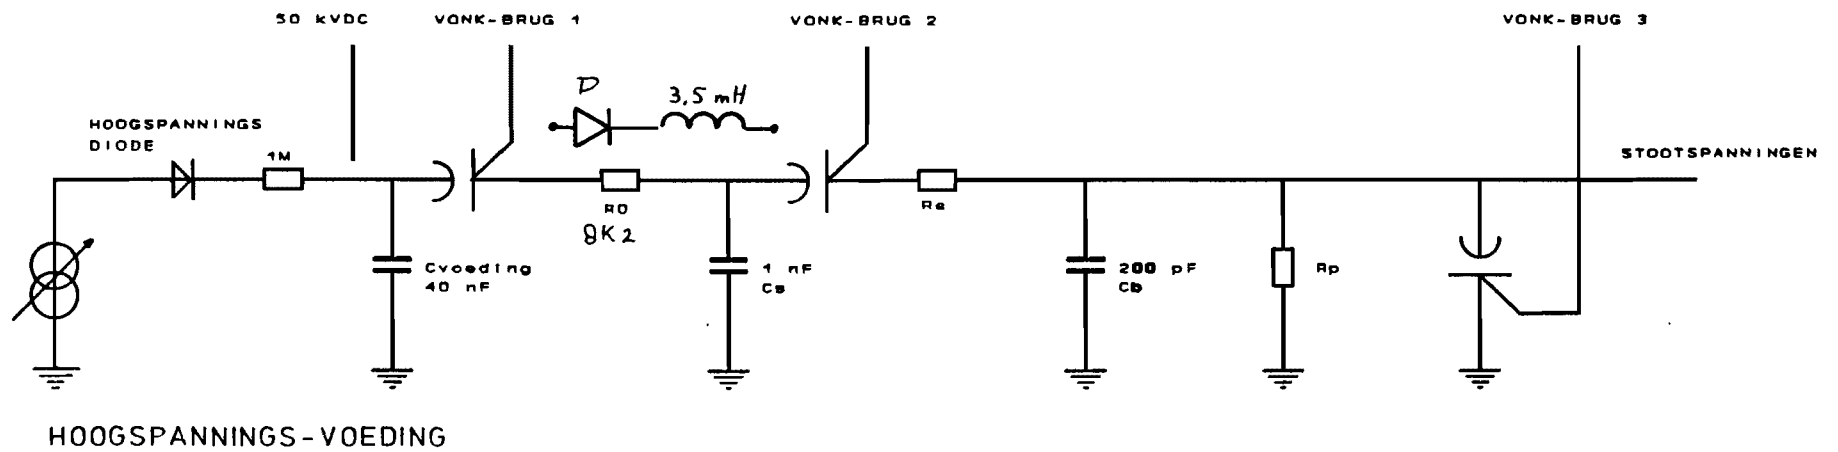 50 KVDC
VONK-BRUG 1
VONK-BRUG 2
VONK-BRUG 3
D
3,5 mH
HOOGSPANNINGS
DIODE
1M
STOOTSPANNINGEN
R0
8K2
Re
Cvoeding
40 nF
1 nF
Cs
200 pF
Cb
Rp
HOOGSPANNINGS-VOEDING